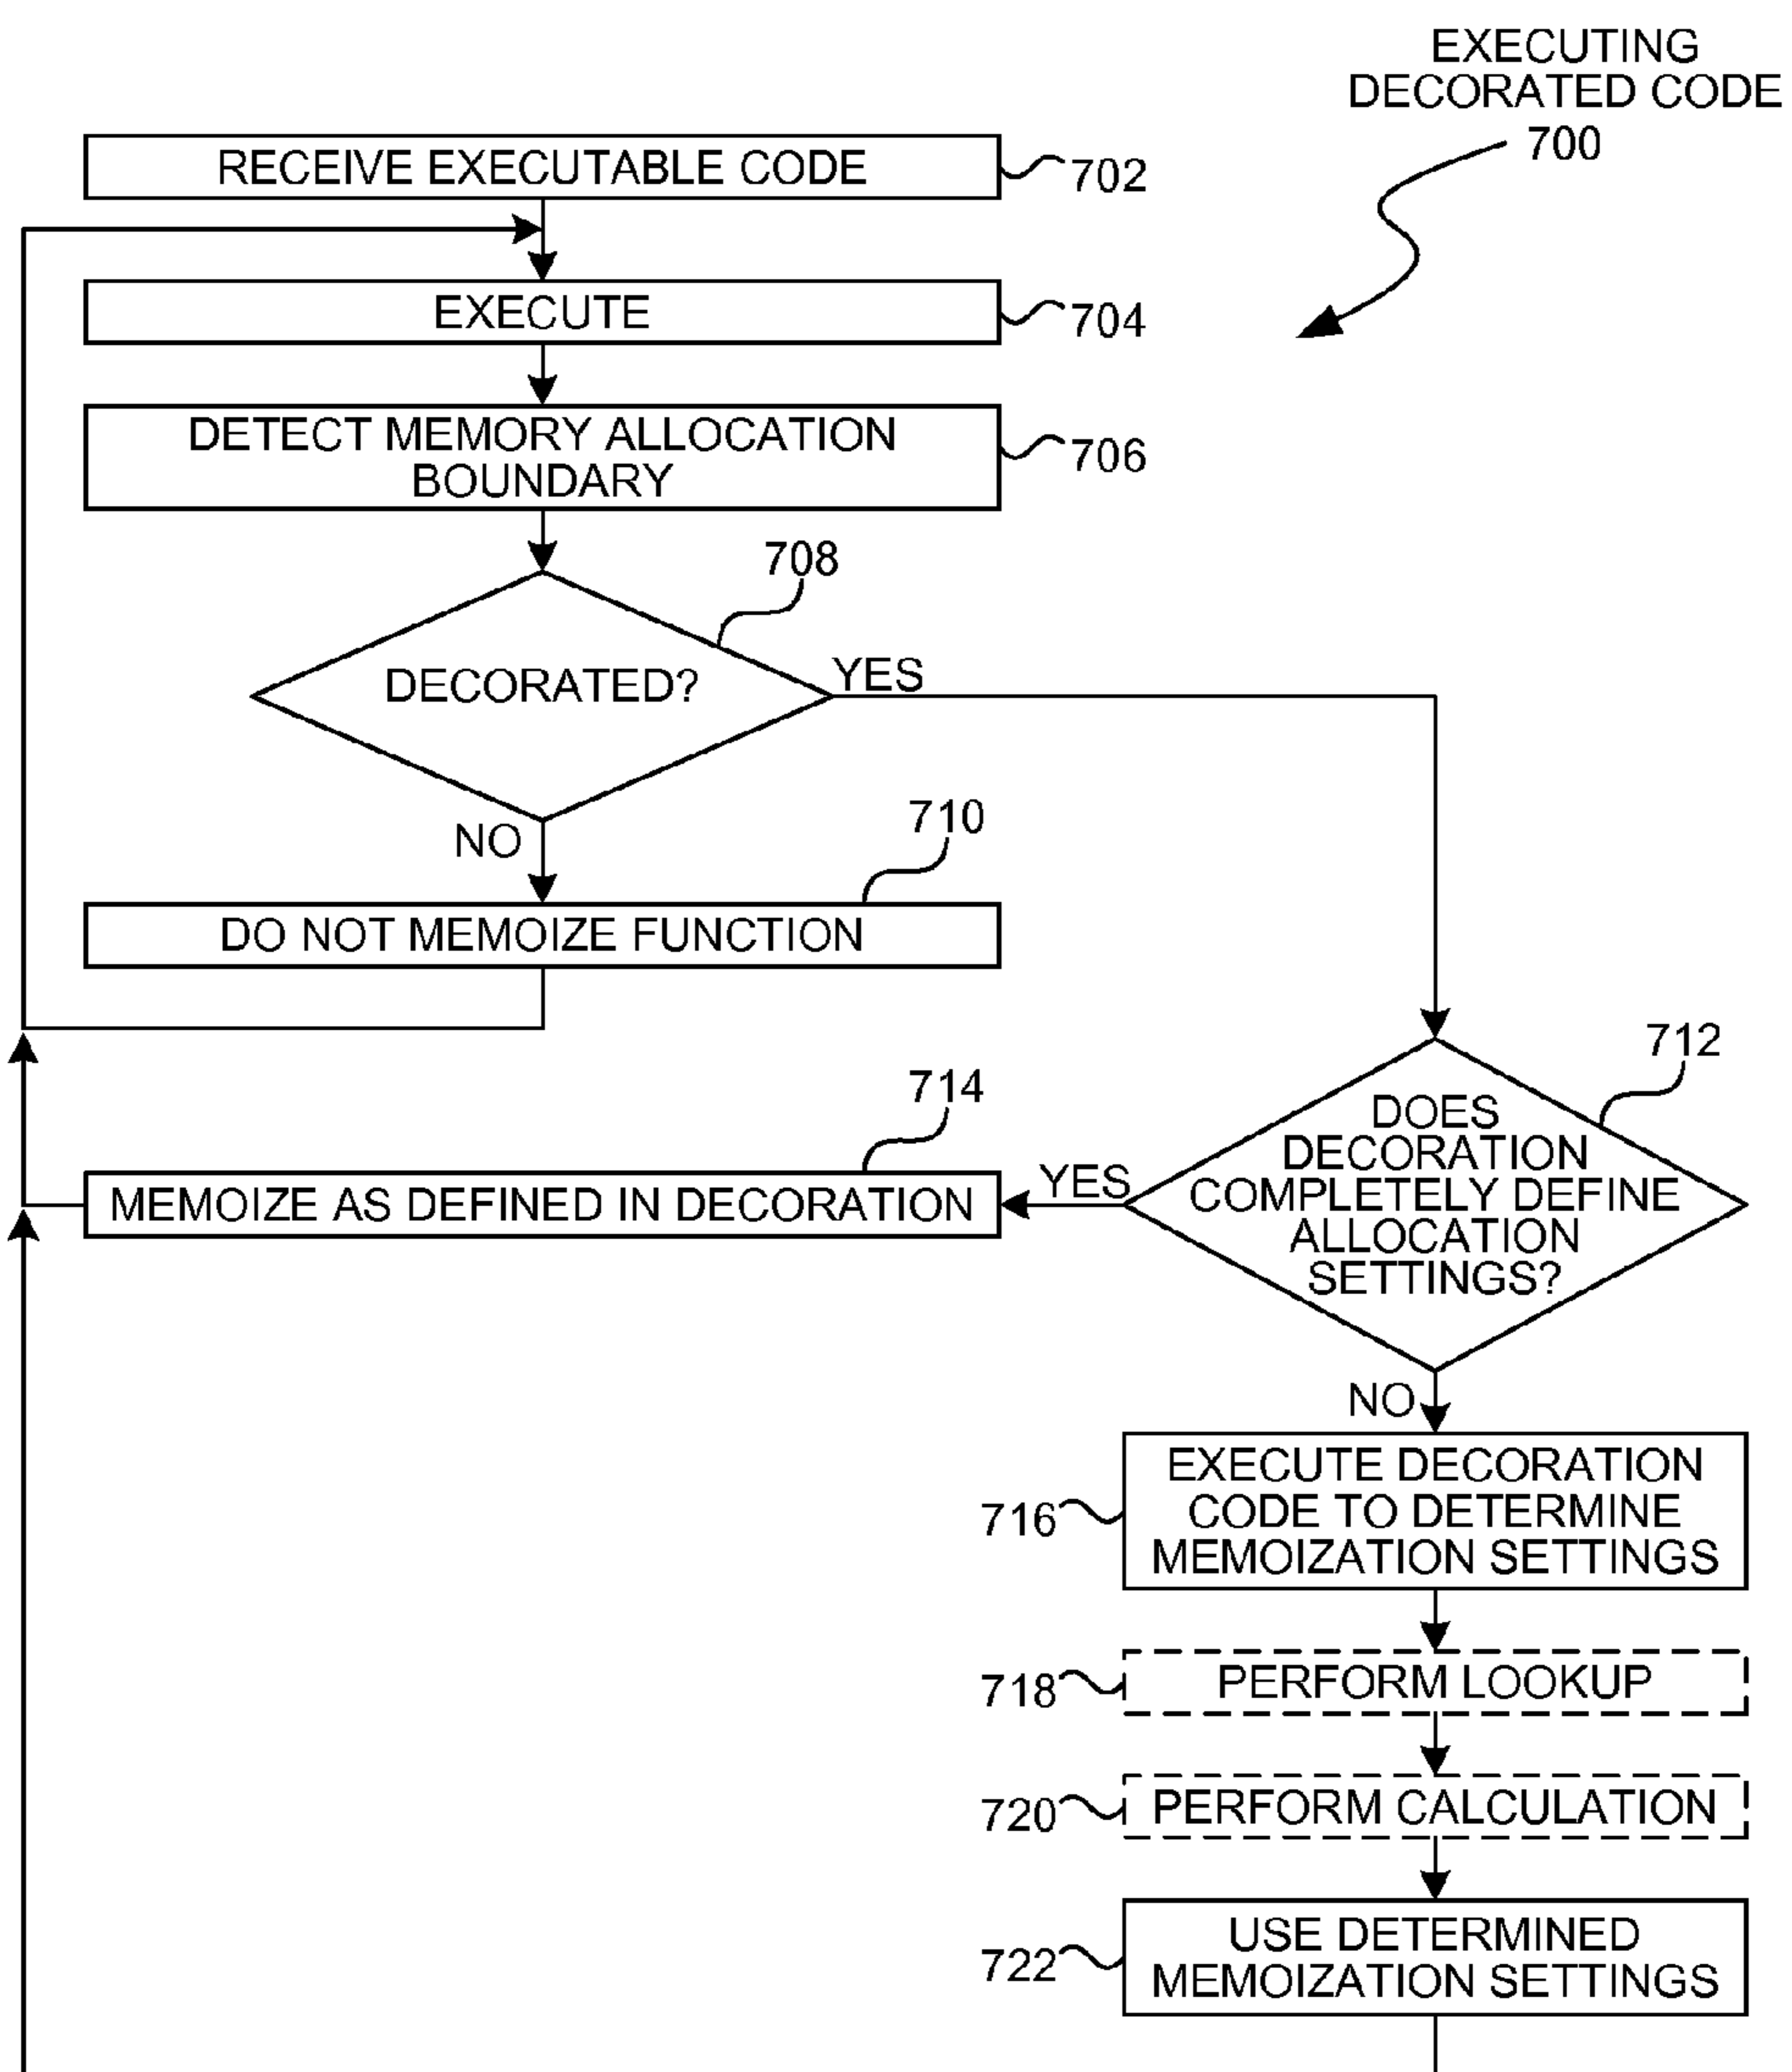 EXECUTING
DECORATED CODE
700
RECEIVE EXECUTABLE CODE
702
EXECUTE
704
DETECT MEMORY ALLOCATION
BOUNDARY
706
708
DECORATED?
YES
NO
710
DO NOT MEMOIZE FUNCTION
712
DOES
DECORATION
COMPLETELY DEFINE
ALLOCATION
SETTINGS?
YES
714
MEMOIZE AS DEFINED IN DECORATION
NO
716
EXECUTE DECORATION
CODE TO DETERMINE
MEMOIZATION SETTINGS
718
PERFORM LOOKUP
720
PERFORM CALCULATION
722
USE DETERMINED
MEMOIZATION SETTINGS